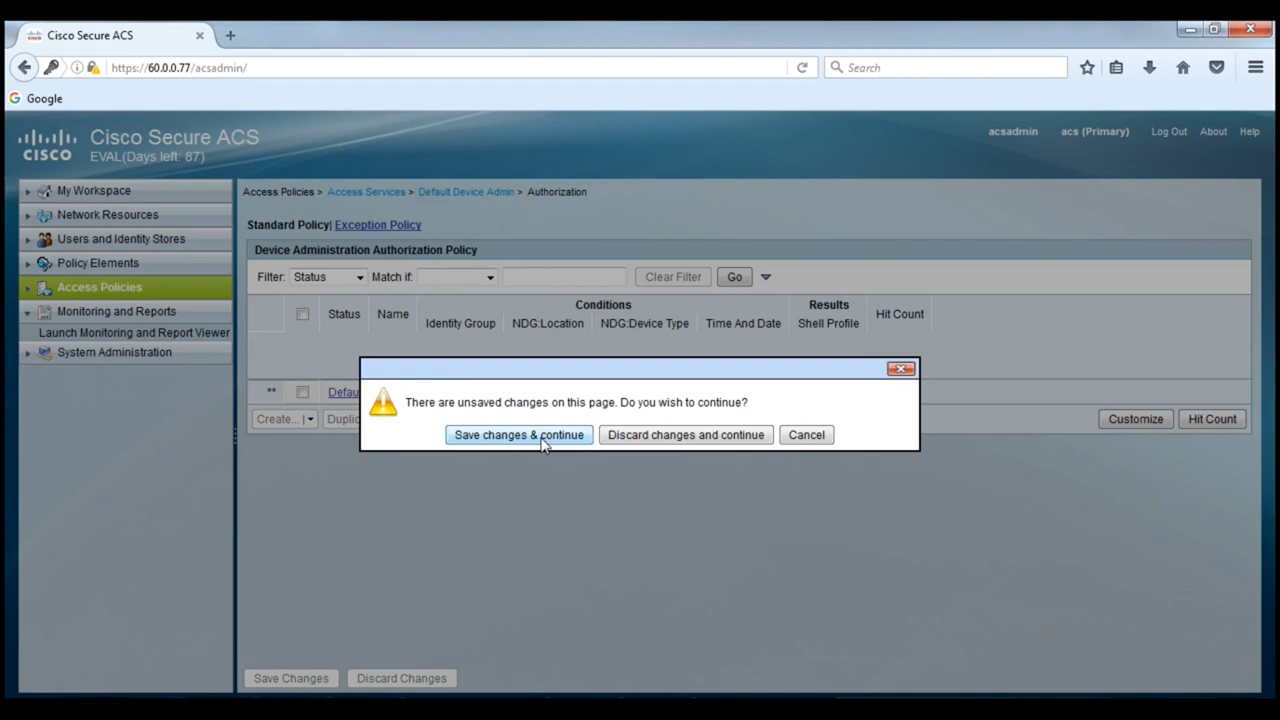 Cisco Secure ACS
https://60.0.0.77/acsadmin/
Search
Google
Cisco Secure ACS
CISCO
EVAL(Days left: 87)
acsadmin acs (Primary) Log Out About Help
My Workspace
Network Resources
Users and Identity Stores
Policy Elements
Access Policies
Monitoring and Reports
Launch Monitoring and Report Viewer
System Administration
Access Policies > Access Services > Default Device Admin > Authorization
Standard Policy| Exception Policy
Device Administration Authorization Policy
Filter: Status Match if: Clear Filter Go
Conditions Results
Status Name Hit Count
Identity Group NDG:Location NDG:Device Type Time And Date Shell Profile
There are unsaved changes on this page. Do you wish to continue?
Save changes & continue Discard changes and continue Cancel
** Defau
Create... | Duplic Customize Hit Count
Save Changes Discard Changes